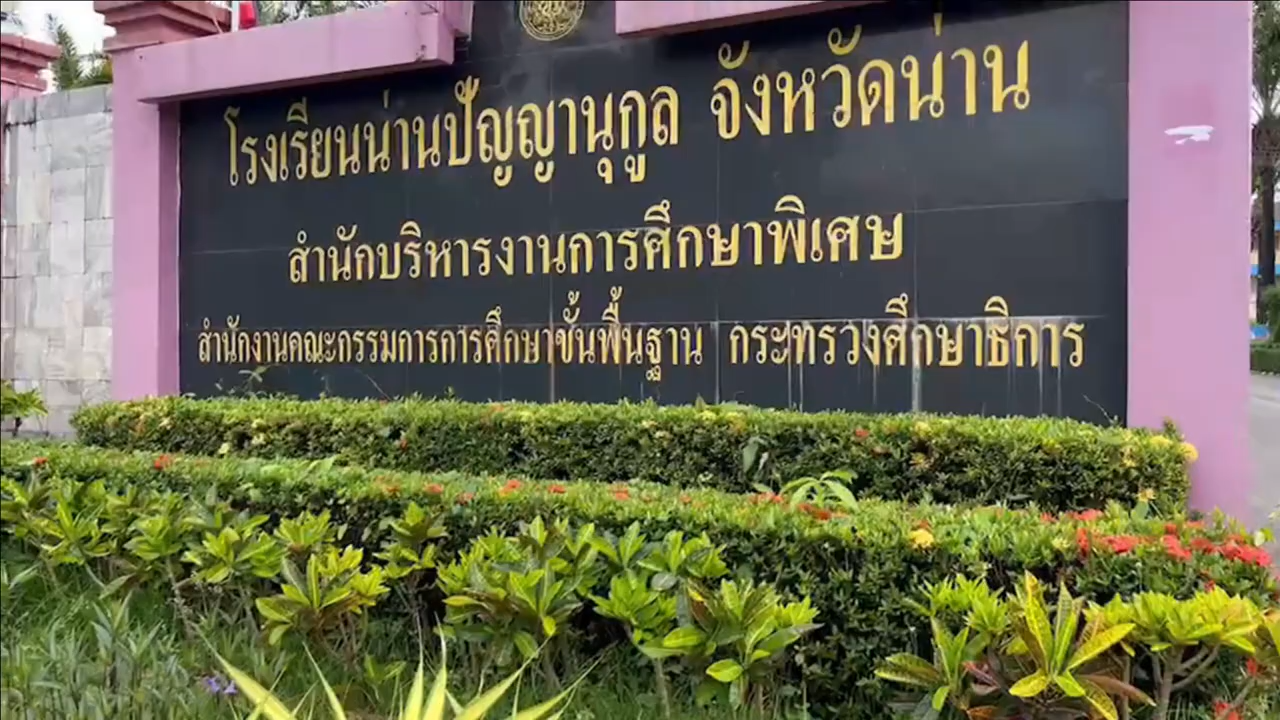 โรงเรียนน่านปัญญานุกูล จังหวัดน่าน
สำนักบริหารงานการศึกษาพิเศษ
สำนักงานคณะกรรมการการศึกษาขั้นพื้นฐาน กระทรวงศึกษาธิการ